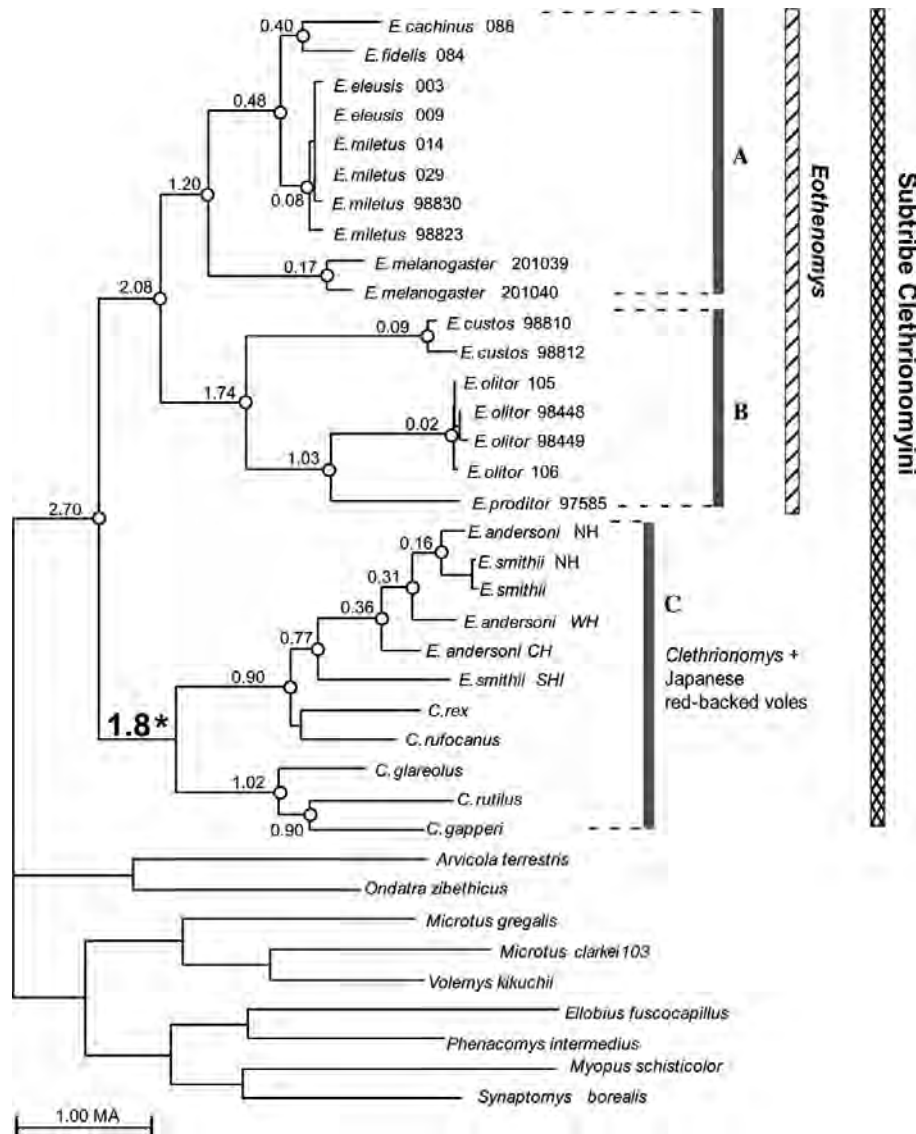 0.40
E. cachinus 088
E. fidelis 084
0.48
E. eleusis 003
E. eleusis 009
E. miletus 014
A
1.20
E. miletus 029
0.08
E. miletus 98830
E. miletus 98823
0.17
E. melanogaster 201039
E. melanogaster 201040
2.08
Eothenomys
Subtribe Clethrionomyini
0.09
E. custos 98810
E. custos 98812
1.74
E. olitor 105
B
0.02
E. olitor 98448
E. olitor 98449
1.03
E. olitor 106
E. proditor 97585
2.70
0.16
E. andersoni NH
E. smithii NH
0.31
E. smithii
C
0.36
E. andersoni WH
0.77
E. andersoni CH
Clethrionomys +
Japanese
red-backed voles
0.90
E. smithii SHI
C. rex
1.8*
C. rufocanus
C. glareolus
1.02
C. rutilus
0.90
C. gapperi
Arvicola terrestris
Ondatra zibethicus
Microtus gregalis
Microtus clarkei 103
Volemys kikuchii
Ellobius fuscocapillus
Phenacomys intermedius
Myopus schisticolor
Synaptomys borealis
1.00 MA